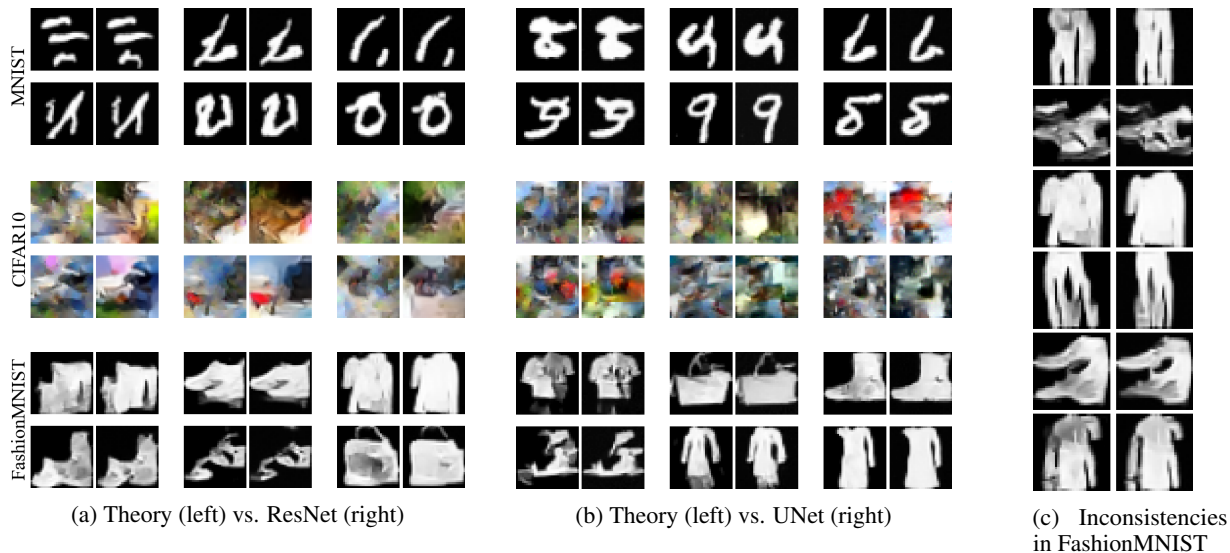 MNIST
CIFAR10
FashionMNIST
(a) Theory (left) vs. ResNet (right)
(b) Theory (left) vs. UNet (right)
(c) Inconsistencies
in FashionMNIST